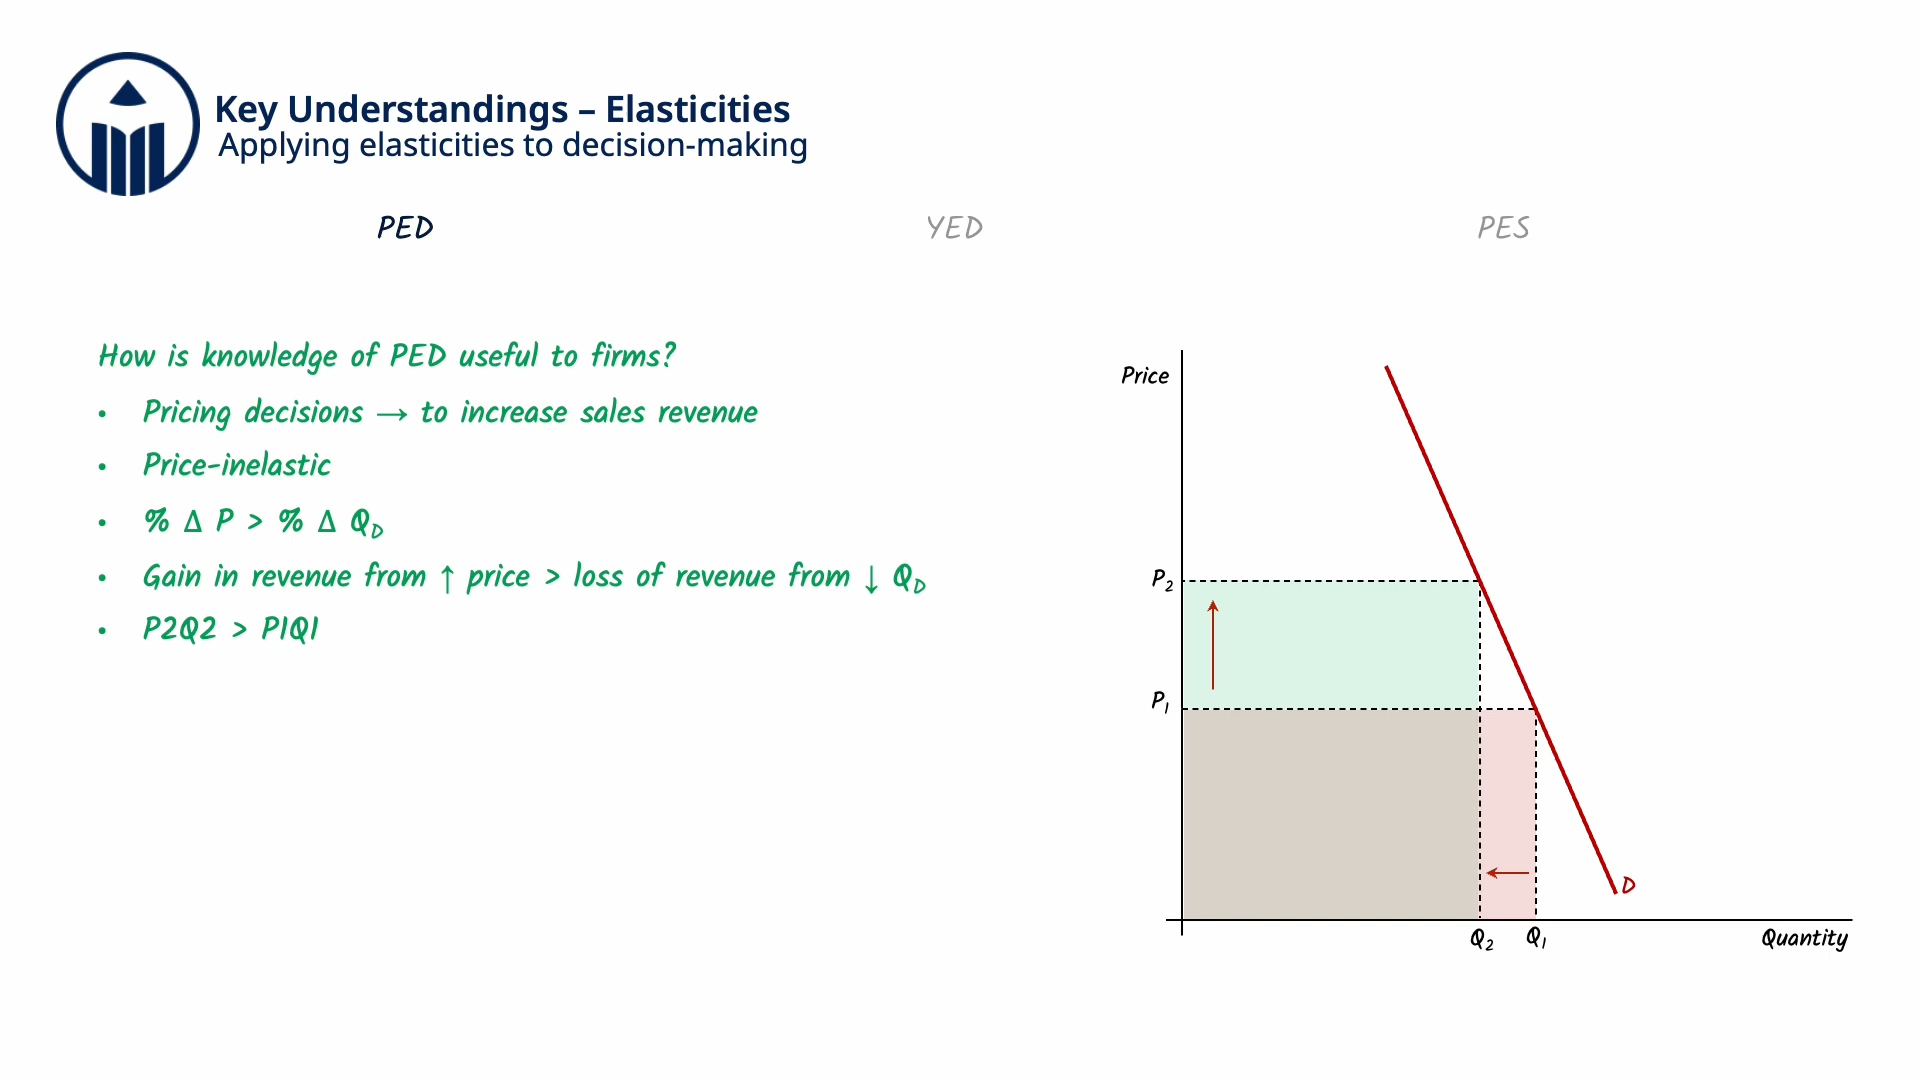 Key Understandings – Elasticities
Applying elasticities to decision-making
PED
YED
PES
How is knowledge of PED useful to firms?
• Pricing decisions → to increase sales revenue
• Price-inelastic
• % Δ P > % Δ Q_D
• Gain in revenue from ↑ price > loss of revenue from ↓ Q_D
• P2Q2 > P1Q1
Price
P₂
P₁
D
Q₂
Q₁
Quantity